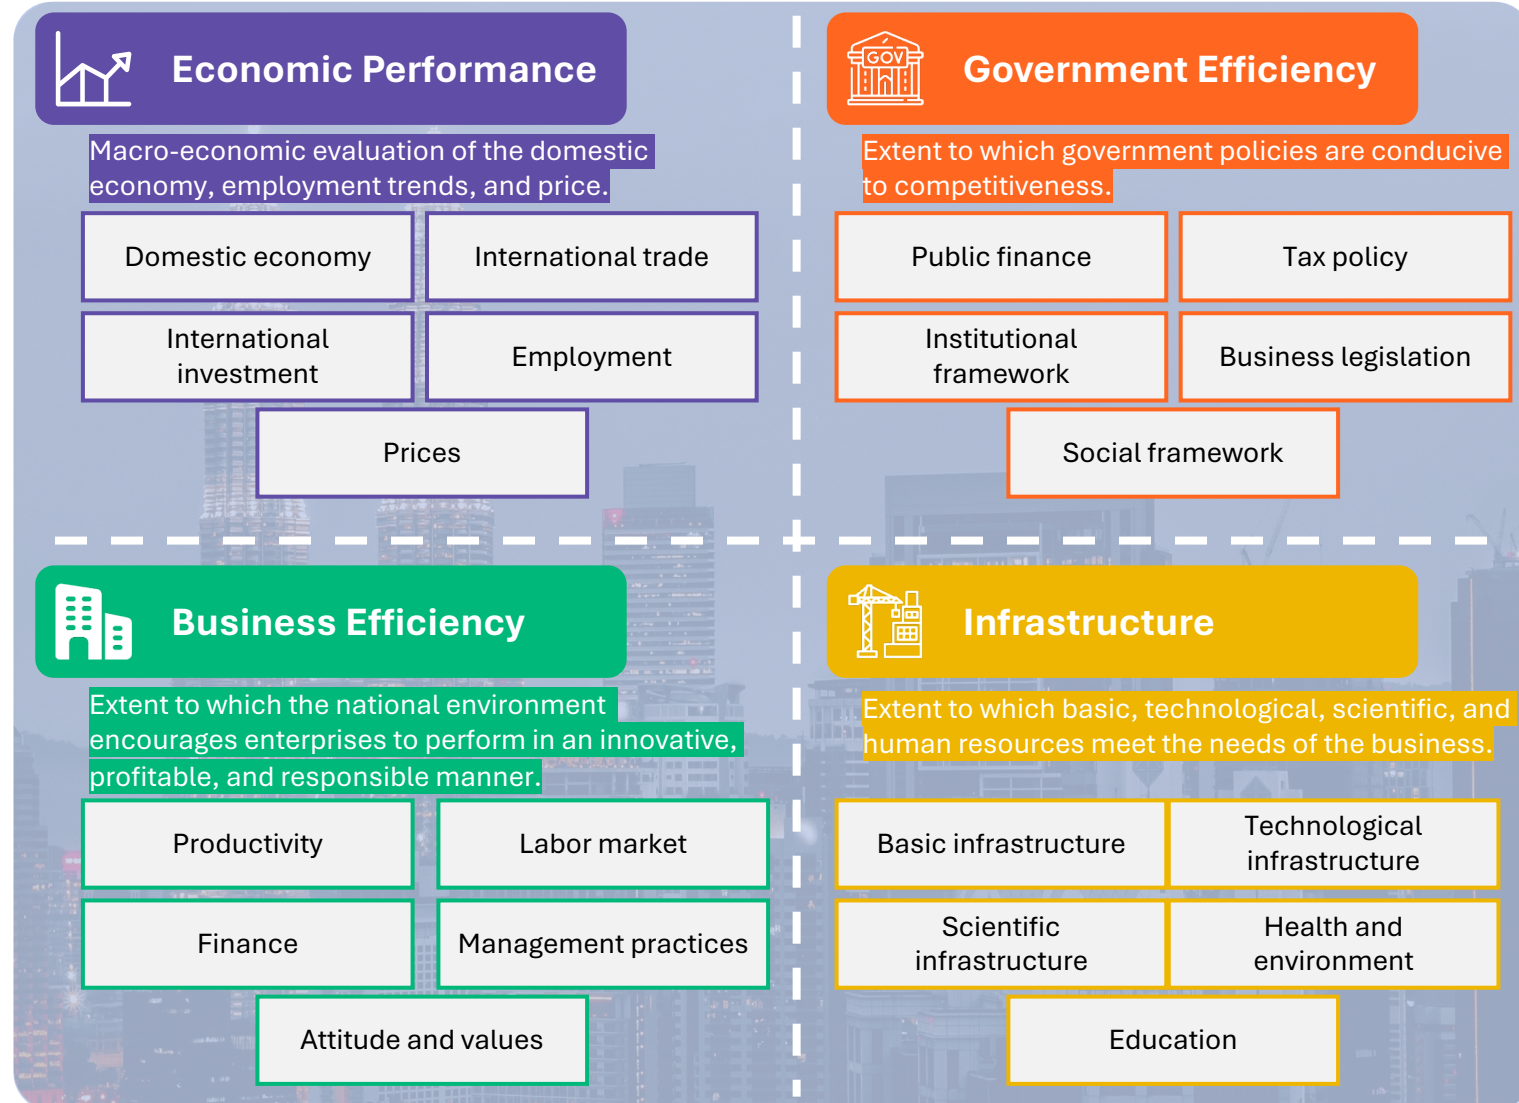 Economic Performance
Macro-economic evaluation of the domestic
economy, employment trends, and price.
Domestic economy
International trade
International
investment
Employment
Prices
GOV
Government Efficiency
Extent to which government policies are conducive
to competitiveness.
Public finance
Tax policy
Institutional
framework
Business legislation
Social framework
Business Efficiency
Extent to which the national environment
encourages enterprises to perform in an innovative,
profitable, and responsible manner.
Productivity
Labor market
Finance
Management practices
Attitude and values
Infrastructure
Extent to which basic, technological, scientific, and
human resources meet the needs of the business.
Basic infrastructure
Technological
infrastructure
Scientific
infrastructure
Health and
environment
Education